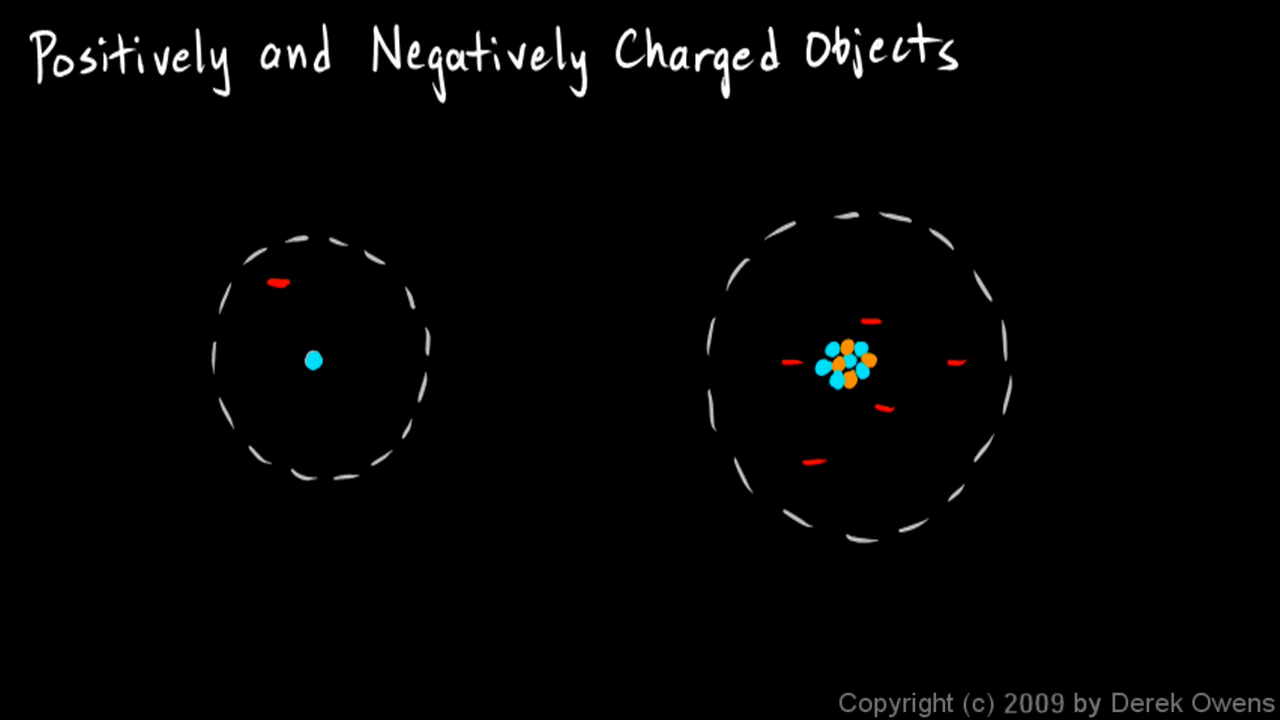 Positively and Negatively Charged Objects
Copyright (c) 2009 by Derek Owens